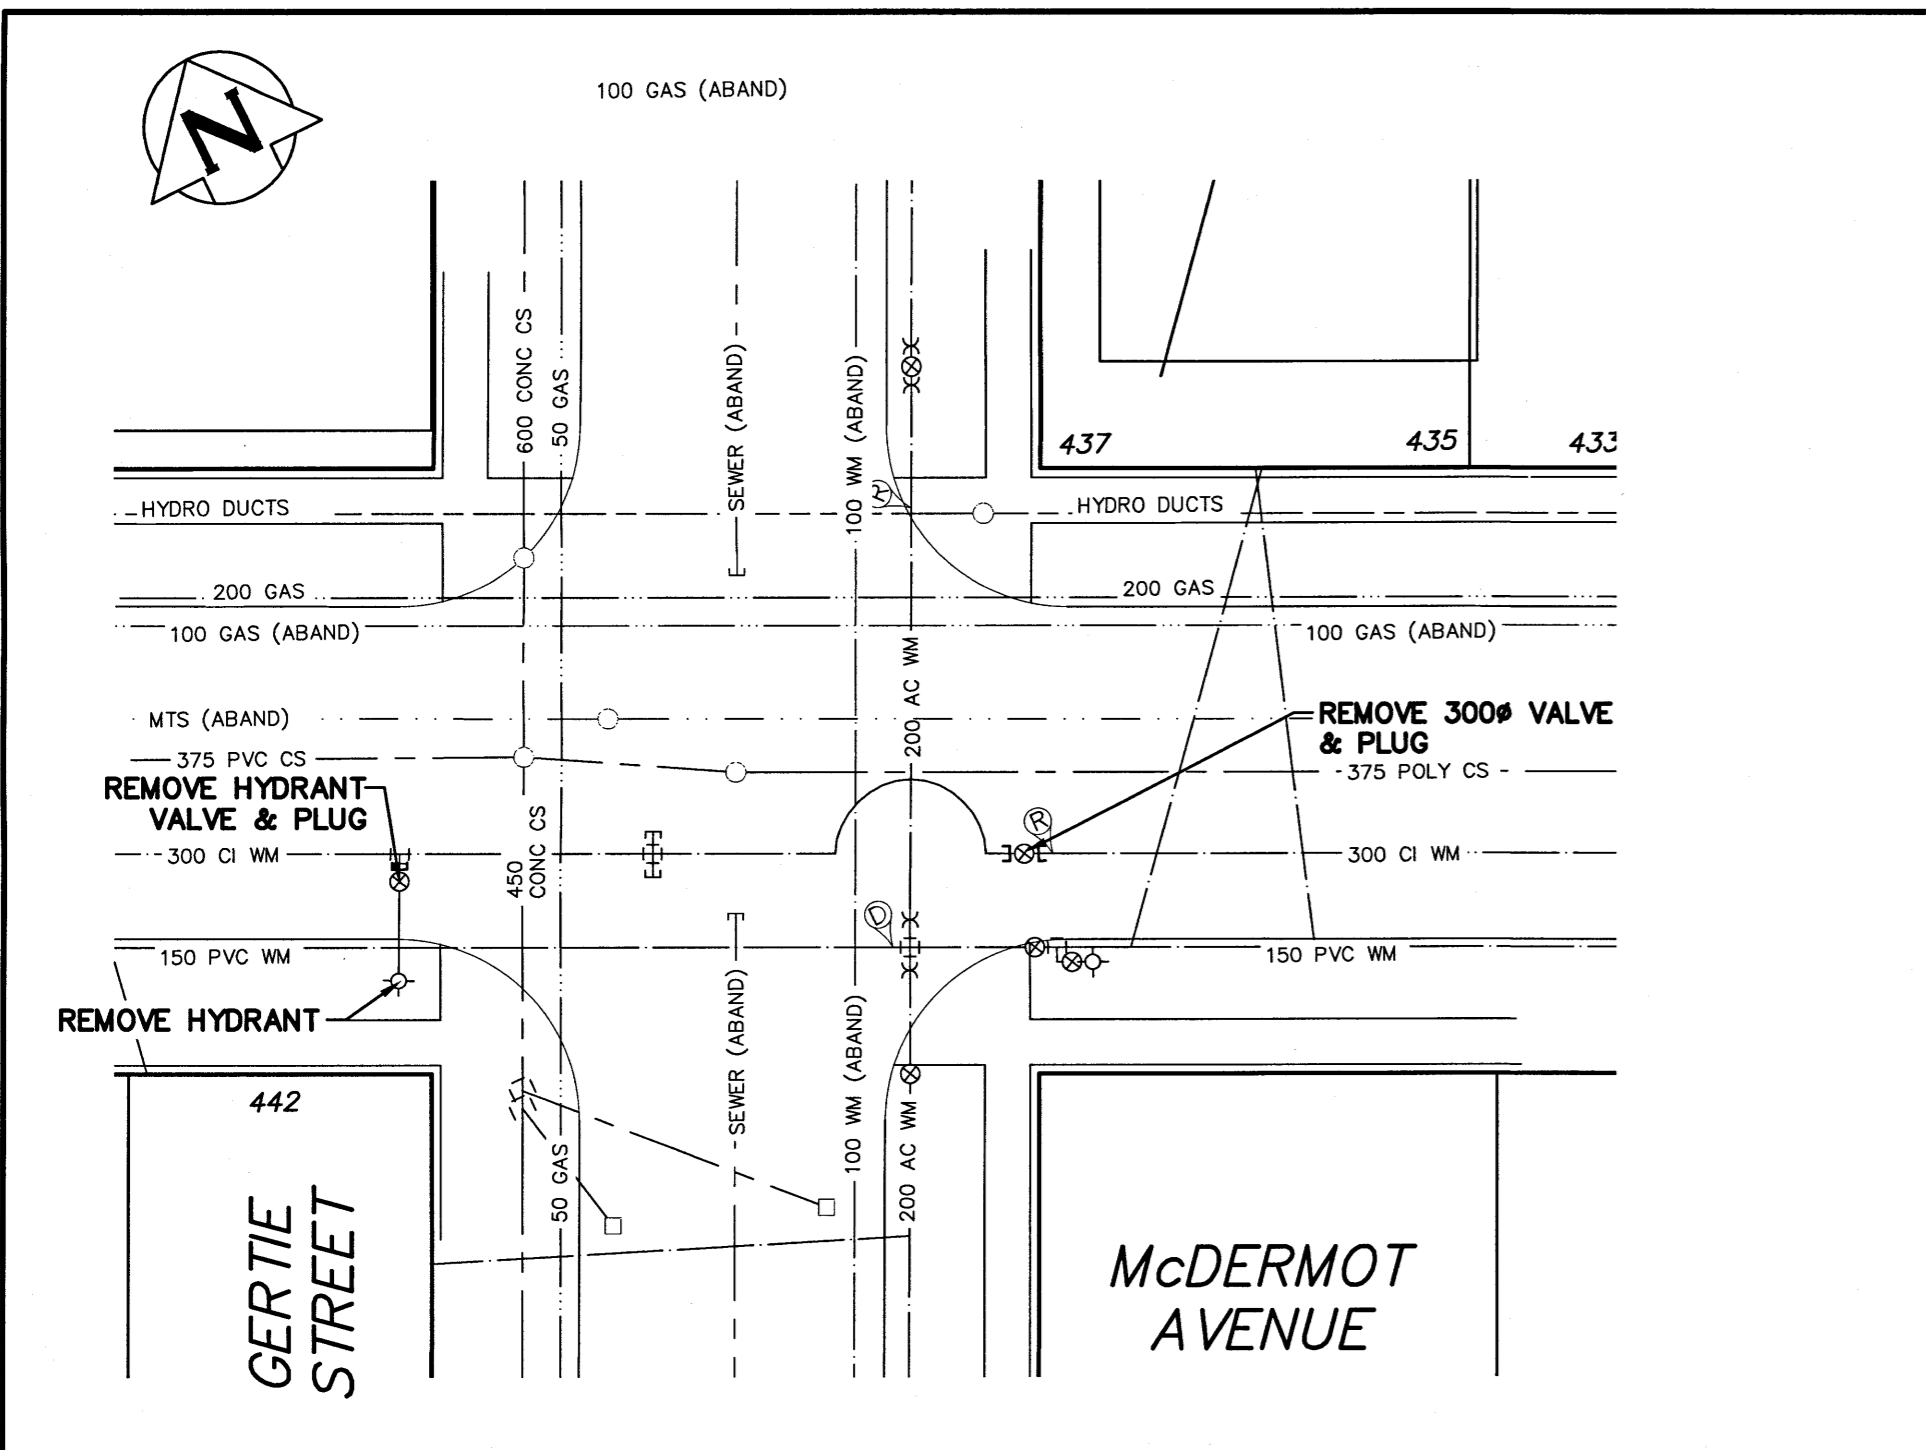 N
100 GAS (ABAND)
600 CONC CS
50 GAS
SEWER (ABAND)
100 WM (ABAND)
437
435
433
HYDRO DUCTS
R
HYDRO DUCTS
200 GAS
200 GAS
100 GAS (ABAND)
100 GAS (ABAND)
200 AC WM
MTS (ABAND)
REMOVE 300ø VALVE
& PLUG
375 PVC CS
375 POLY CS
REMOVE HYDRANT
VALVE & PLUG
450
CONC CS
R
300 CI WM
300 CI WM
D
150 PVC WM
150 PVC WM
REMOVE HYDRANT
SEWER (ABAND)
100 WM (ABAND)
442
50 GAS
200 AC WM
GERTIE
STREET
McDERMOT
AVENUE